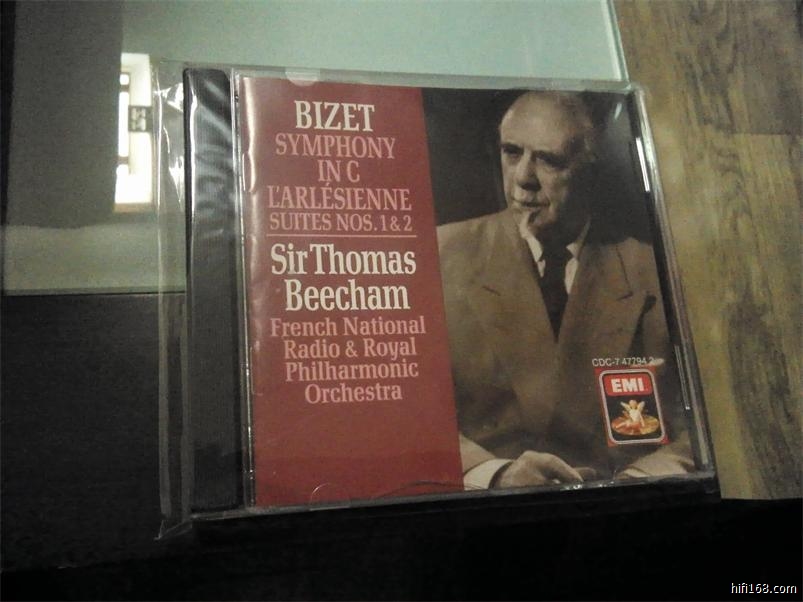 BIZET
SYMPHONY
IN C
L'ARLÉSIENNE
SUITES NOS. 1 & 2
Sir Thomas
Beecham
French National
Radio & Royal
Philharmonic
Orchestra
CDC-7 47794 2
EMI
hifi168.com